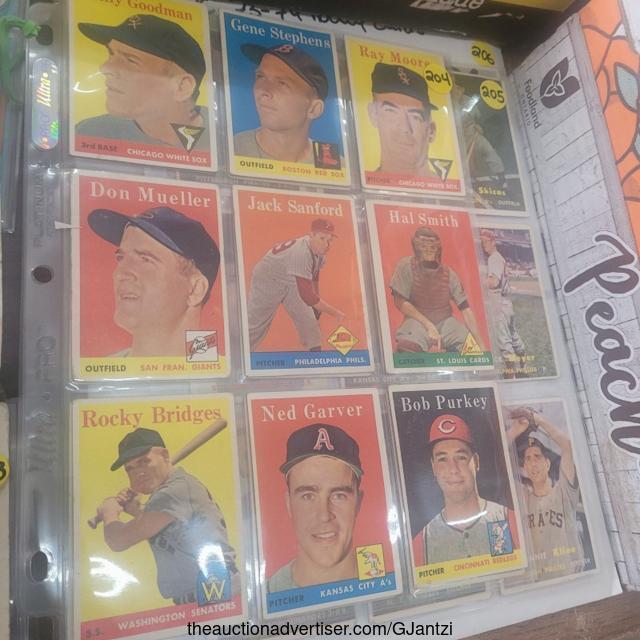 Goodman
3rd BASE CHICAGO WHITE SOX
Gene Stephens
OUTFIELD BOSTON RED SOX
Ray Moore
PITCHER CHICAGO WHITE SOX
204
205
206
Skizas
OUTFIELD
Foodland
Peach
Don Mueller
OUTFIELD SAN FRAN. GIANTS
Jack Sanford
PITCHER PHILADELPHIA PHILS.
Hal Smith
CATCHER ST. LOUIS CARDS
Rocky Bridges
W
S.S. WASHINGTON SENATORS
Ned Garver
A
PITCHER KANSAS CITY A's
Bob Purkey
C
PITCHER CINCINNATI REDLEGS
RATES
Kline
theauctionadvertiser.com/GJantzi